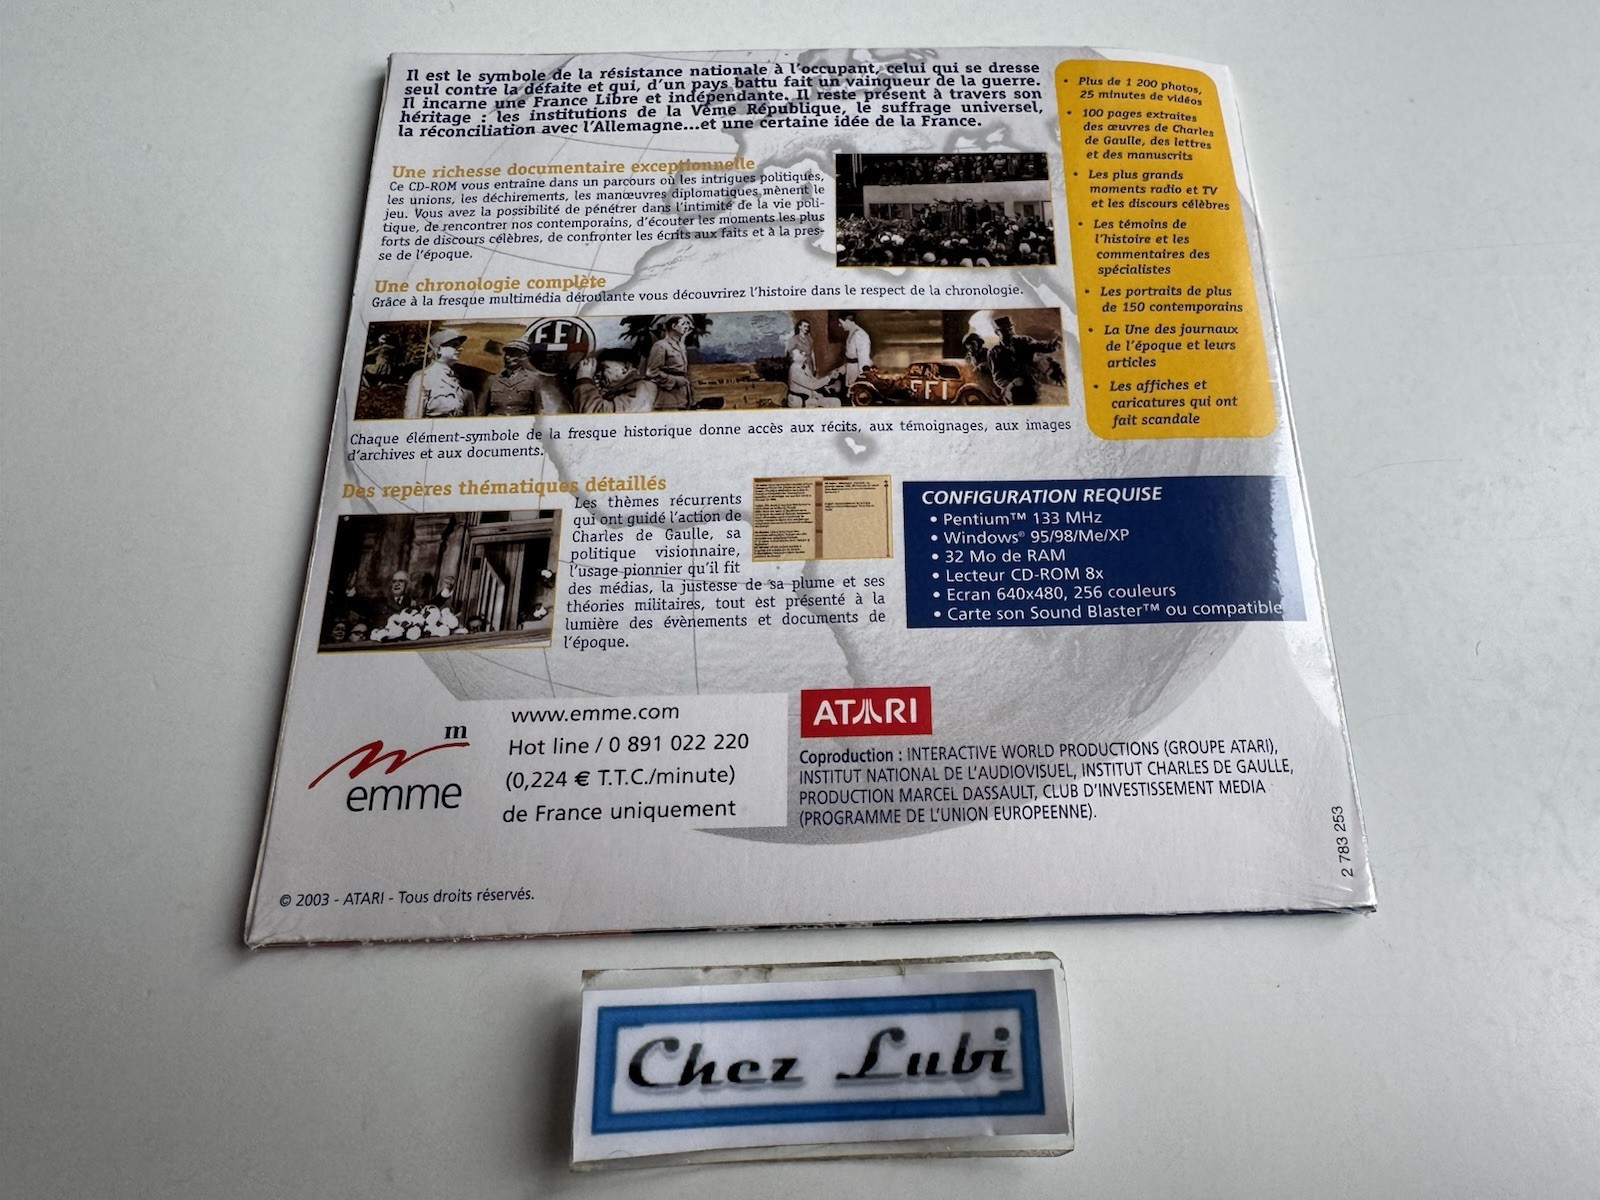 Il est le symbole de la résistance nationale à l'occupant, celui qui se dresse
seul contre la défaite et qui, d'un pays battu fait un vainqueur de la guerre.
Il incarne une France Libre et indépendante. Il reste présent à travers son
héritage : les institutions de la Vème République, le suffrage universel,
la réconciliation avec l'Allemagne...et une certaine idée de la France.
Une richesse documentaire exceptionnelle
Ce CD-ROM vous entraîne dans un parcours où les intrigues politiques,
les unions, les déchirements, les manœuvres diplomatiques mènent le
jeu. Vous avez la possibilité de pénétrer dans l'intimité de la vie poli-
tique, de rencontrer nos contemporains, d'écouter les moments les plus
forts de discours célèbres, de confronter les écrits aux faits et à la pres-
se de l'époque.
Une chronologie complète
Grâce à la fresque multimédia déroulante vous découvrirez l'histoire dans le respect de la chronologie.
FFI
FFI
Chaque élément-symbole de la fresque historique donne accès aux récits, aux témoignages, aux images
d'archives et aux documents.
Des repères thématiques détaillés
Les thèmes récurrents
qui ont guidé l'action de
Charles de Gaulle, sa
politique visionnaire,
l'usage pionnier qu'il fit
des médias, la justesse de sa plume et ses
théories militaires, tout est présenté à la
lumière des évènements et documents de
l'époque.
• Plus de 1 200 photos,
25 minutes de vidéos
• 100 pages extraites
des œuvres de Charles
de Gaulle, des lettres
et des manuscrits
• Les plus grands
moments radio et TV
et les discours célèbres
• Les témoins de
l'histoire et les
commentaires des
spécialistes
• Les portraits de plus
de 150 contemporains
• La Une des journaux
de l'époque et leurs
articles
• Les affiches et
caricatures qui ont
fait scandale
CONFIGURATION REQUISE
• Pentium™ 133 MHz
• Windows® 95/98/Me/XP
• 32 Mo de RAM
• Lecteur CD-ROM 8x
• Ecran 640x480, 256 couleurs
• Carte son Sound Blaster™ ou compatible
m
emme
www.emme.com
Hot line / 0 891 022 220
(0,224 € T.T.C./minute)
de France uniquement
ATARI
Coproduction : INTERACTIVE WORLD PRODUCTIONS (GROUPE ATARI),
INSTITUT NATIONAL DE L'AUDIOVISUEL, INSTITUT CHARLES DE GAULLE,
PRODUCTION MARCEL DASSAULT, CLUB D'INVESTISSEMENT MEDIA
(PROGRAMME DE L'UNION EUROPEENNE).
2 783 253
© 2003 - ATARI - Tous droits réservés.
Chez Lubi